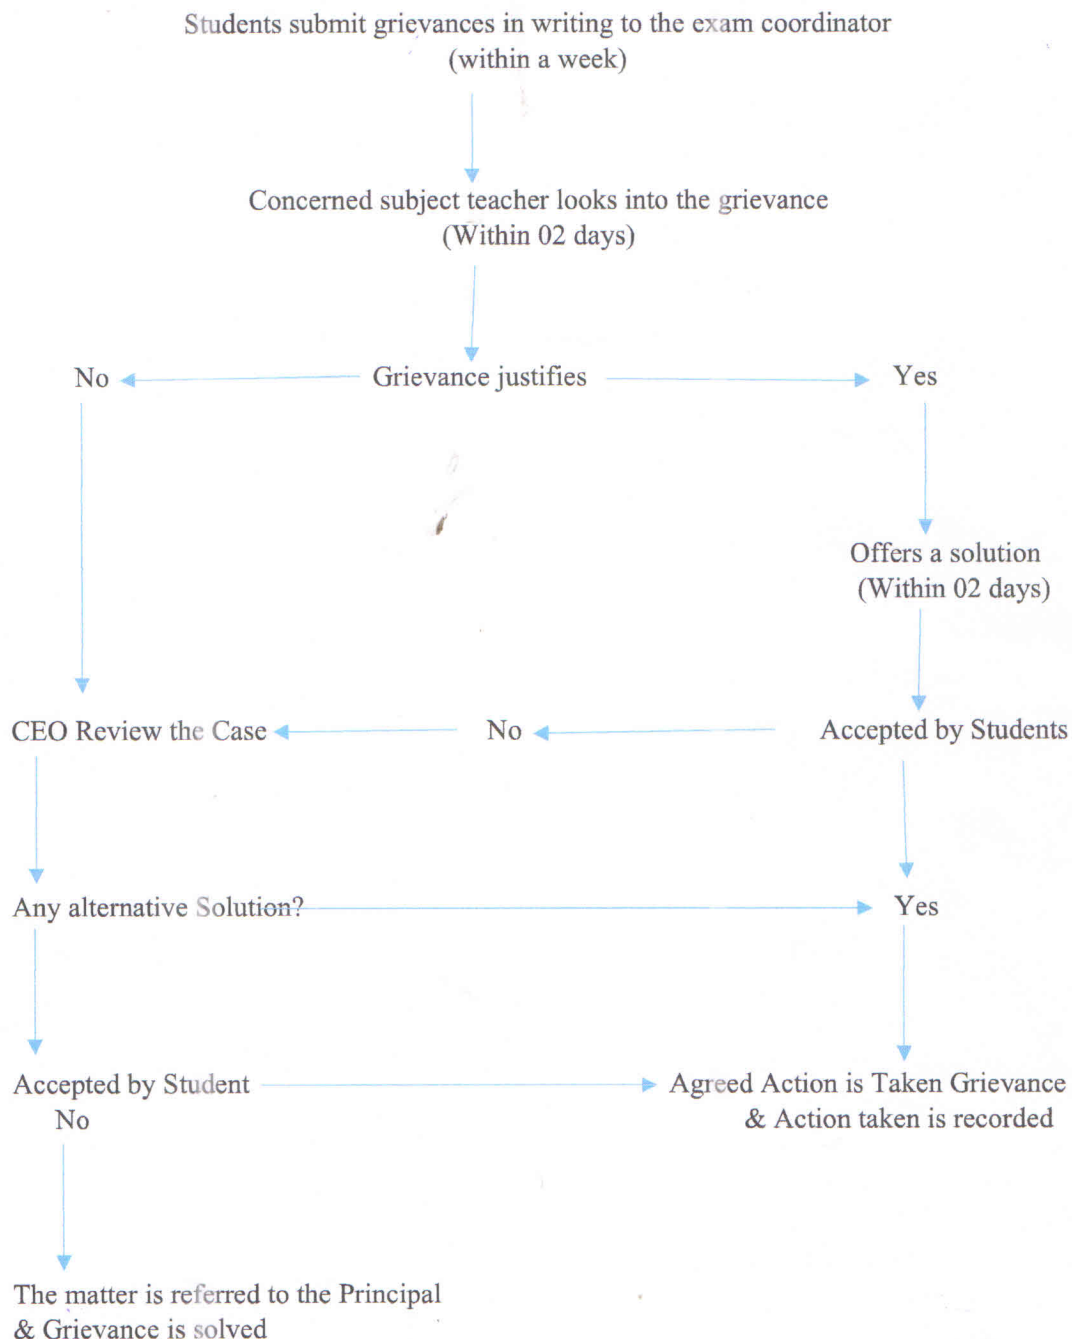 Students submit grievances in writing to the exam coordinator
(within a week)
Concerned subject teacher looks into the grievance
(Within 02 days)
No
Grievance justifies
Yes
Offers a solution
(Within 02 days)
CEO Review the Case
No
Accepted by Students
Any alternative Solution?
Yes
Accepted by Student
No
Agreed Action is Taken Grievance
& Action taken is recorded
The matter is referred to the Principal
& Grievance is solved